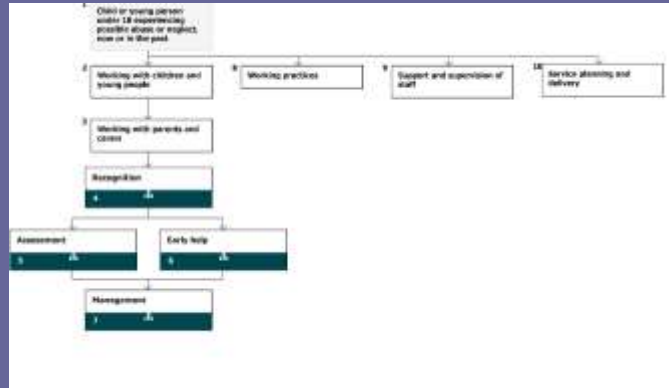 1
Child or young person
under 18 experiencing
possible abuse or neglect,
now or in the past
2
Working with children and
young people
8
Working practices
9
Support and supervision of
staff
10
Service planning and
delivery
3
Working with parents and
carers
Recognition
4
Assessment
5
Early help
6
Management
7